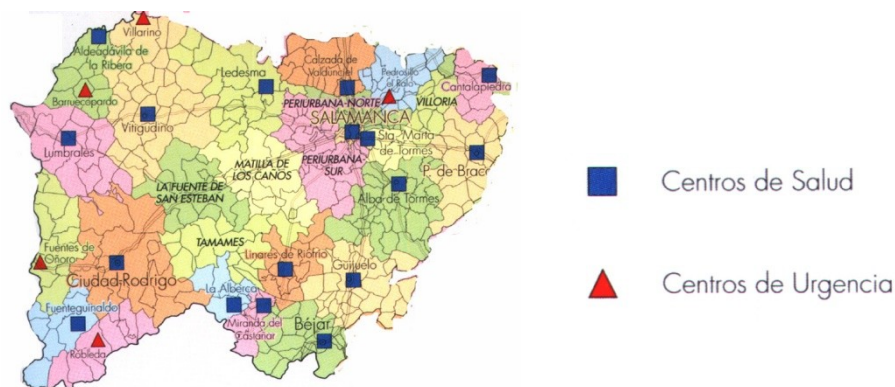 Villarino
Aldeadávila de
la Ribera
Barruecopardo
Vitigudino
Lumbrales
Ledesma
Calzada de
Valdunciel
Pedrosillo
el Ralo
Cantalapiedra
PERIURBANA-NORTE
VILLORIA
SALAMANCA
Sta. Marta
de Tormes
PERIURBANA
SUR
P. de Brac
MATILLA DE
LOS CAÑOS
LA FUENTE DE
SAN ESTEBAN
Alba de Tormes
TAMAMES
Fuentes de
Oñoro
Ciudad-Rodrigo
Linares de Riofrío
Guijuelo
La Alberca
Fuenteguinaldo
Miranda del
Castañar
Béjar
Robleda
Centros de Salud
Centros de Urgencia